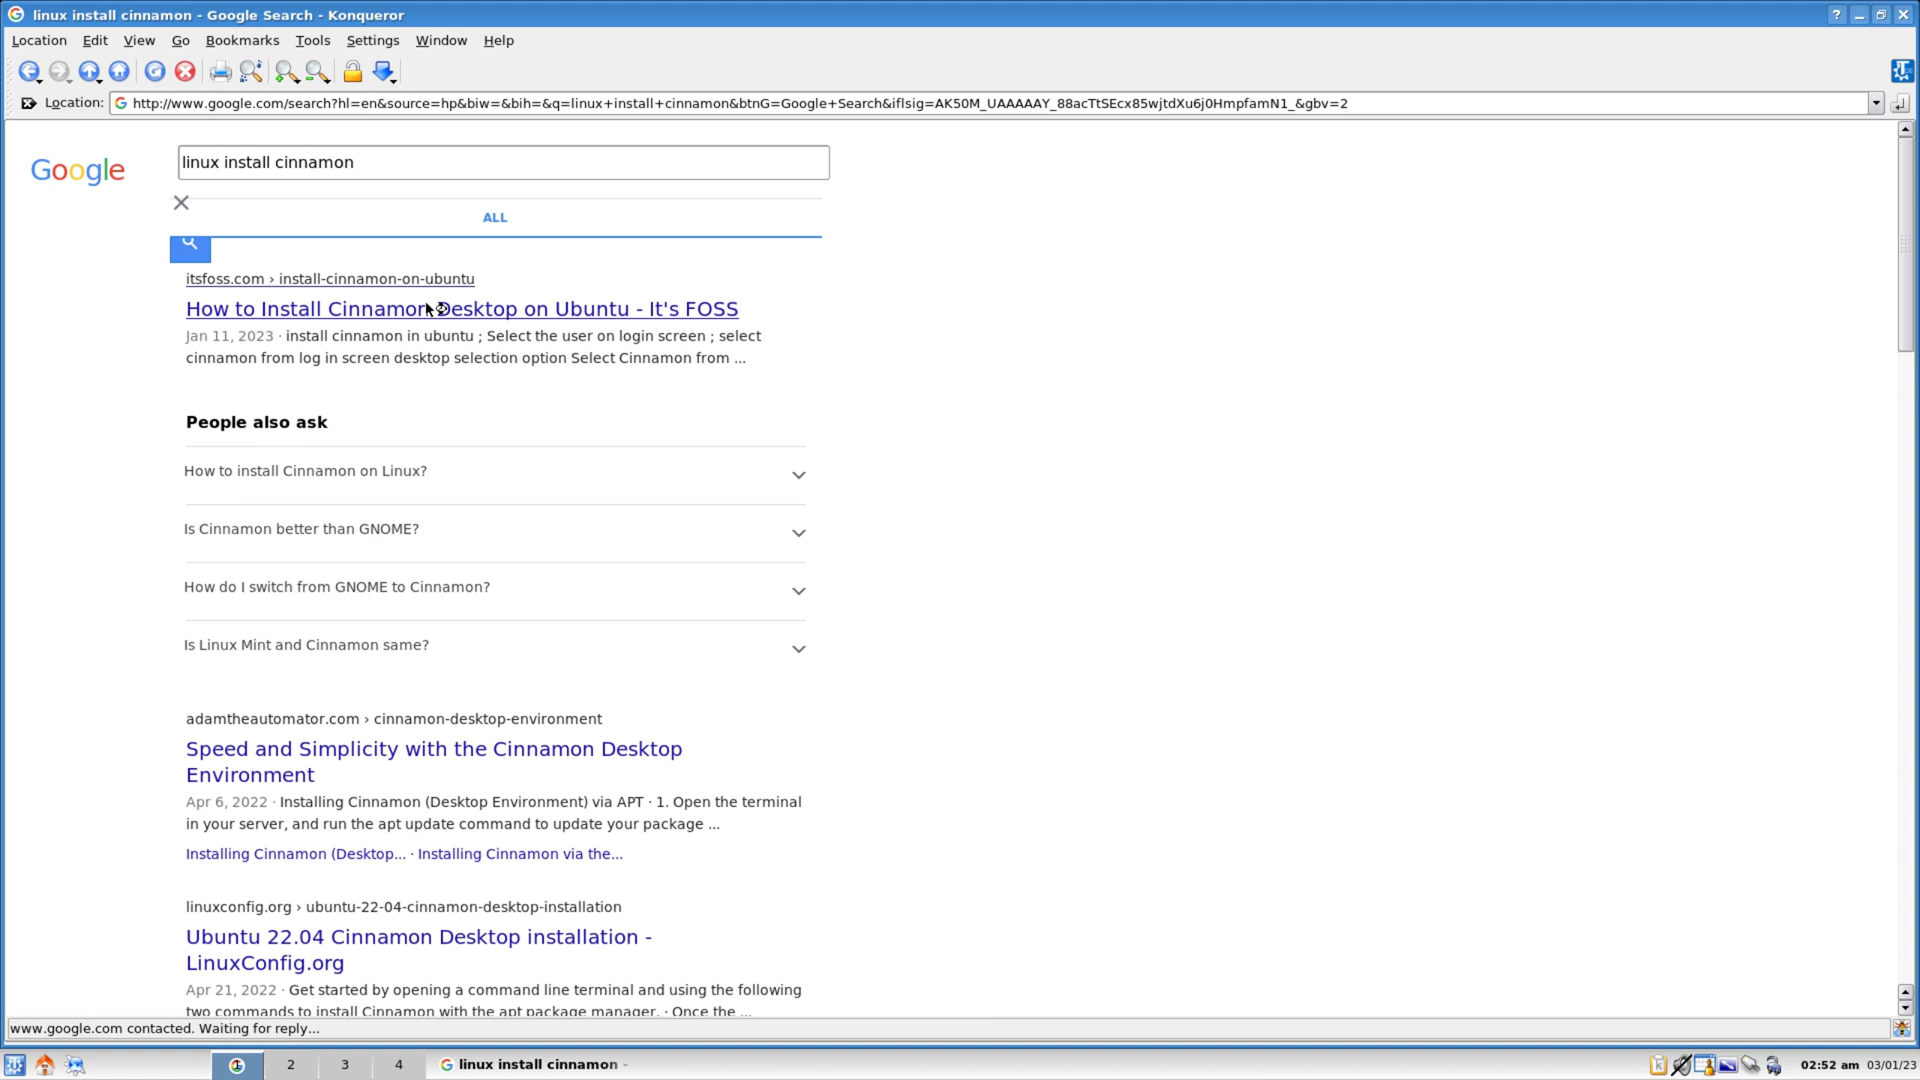 linux install cinnamon - Google Search - Konqueror
Location Edit View Go Bookmarks Tools Settings Window Help
Location: http://www.google.com/search?hl=en&source=hp&biw=&bih=&q=linux+install+cinnamon&btnG=Google+Search&iflsig=AK50M_UAAAAAY_88acTtSEcx85wjtdXu6j0HmpfamN1_&gbv=2
Google
linux install cinnamon
ALL
itsfoss.com › install-cinnamon-on-ubuntu
How to Install Cinnamon Desktop on Ubuntu - It's FOSS
Jan 11, 2023 · install cinnamon in ubuntu ; Select the user on login screen ; select
cinnamon from log in screen desktop selection option Select Cinnamon from ...
People also ask
How to install Cinnamon on Linux?
Is Cinnamon better than GNOME?
How do I switch from GNOME to Cinnamon?
Is Linux Mint and Cinnamon same?
adamtheautomator.com › cinnamon-desktop-environment
Speed and Simplicity with the Cinnamon Desktop
Environment
Apr 6, 2022 · Installing Cinnamon (Desktop Environment) via APT · 1. Open the terminal
in your server, and run the apt update command to update your package ...
Installing Cinnamon (Desktop... · Installing Cinnamon via the...
linuxconfig.org › ubuntu-22-04-cinnamon-desktop-installation
Ubuntu 22.04 Cinnamon Desktop installation -
LinuxConfig.org
Apr 21, 2022 · Get started by opening a command line terminal and using the following
two commands to install Cinnamon with the apt package manager. · Once the ...
www.google.com contacted. Waiting for reply...
1 2 3 4 linux install cinnamon -
02:52 am 03/01/23